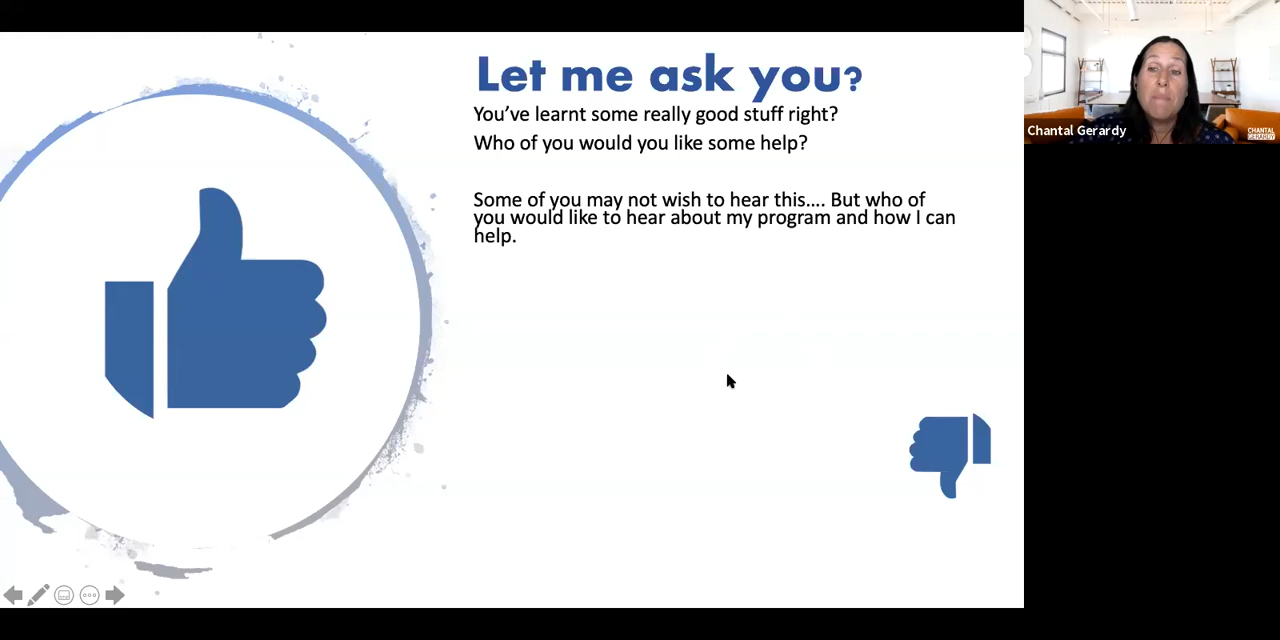 Let me ask you?
You’ve learnt some really good stuff right?
Who of you would you like some help?
Some of you may not wish to hear this.... But who of
you would like to hear about my program and how I can
help.
Chantal Gerardy
CHANTAL
GERARDY